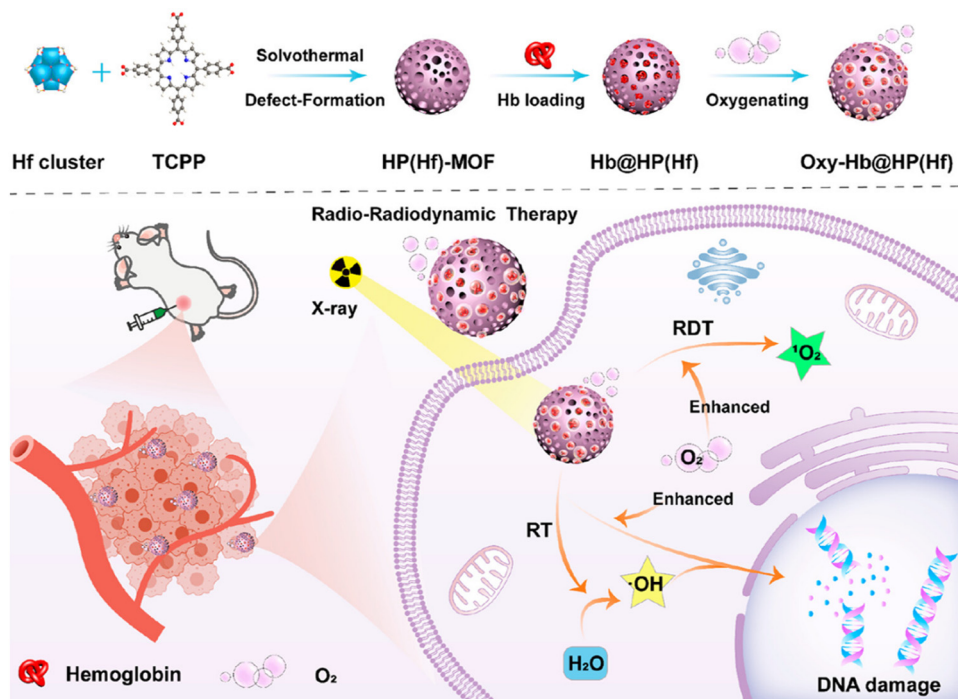 Solvothermal
Defect-Formation
Hb loading
Oxygenating
Hf cluster
TCPP
HP(Hf)-MOF
Hb@HP(Hf)
Oxy-Hb@HP(Hf)
Radio-Radiodynamic Therapy
X-ray
RDT
¹O₂
Enhanced
O₂
Enhanced
RT
·OH
H₂O
DNA damage
Hemoglobin
O₂